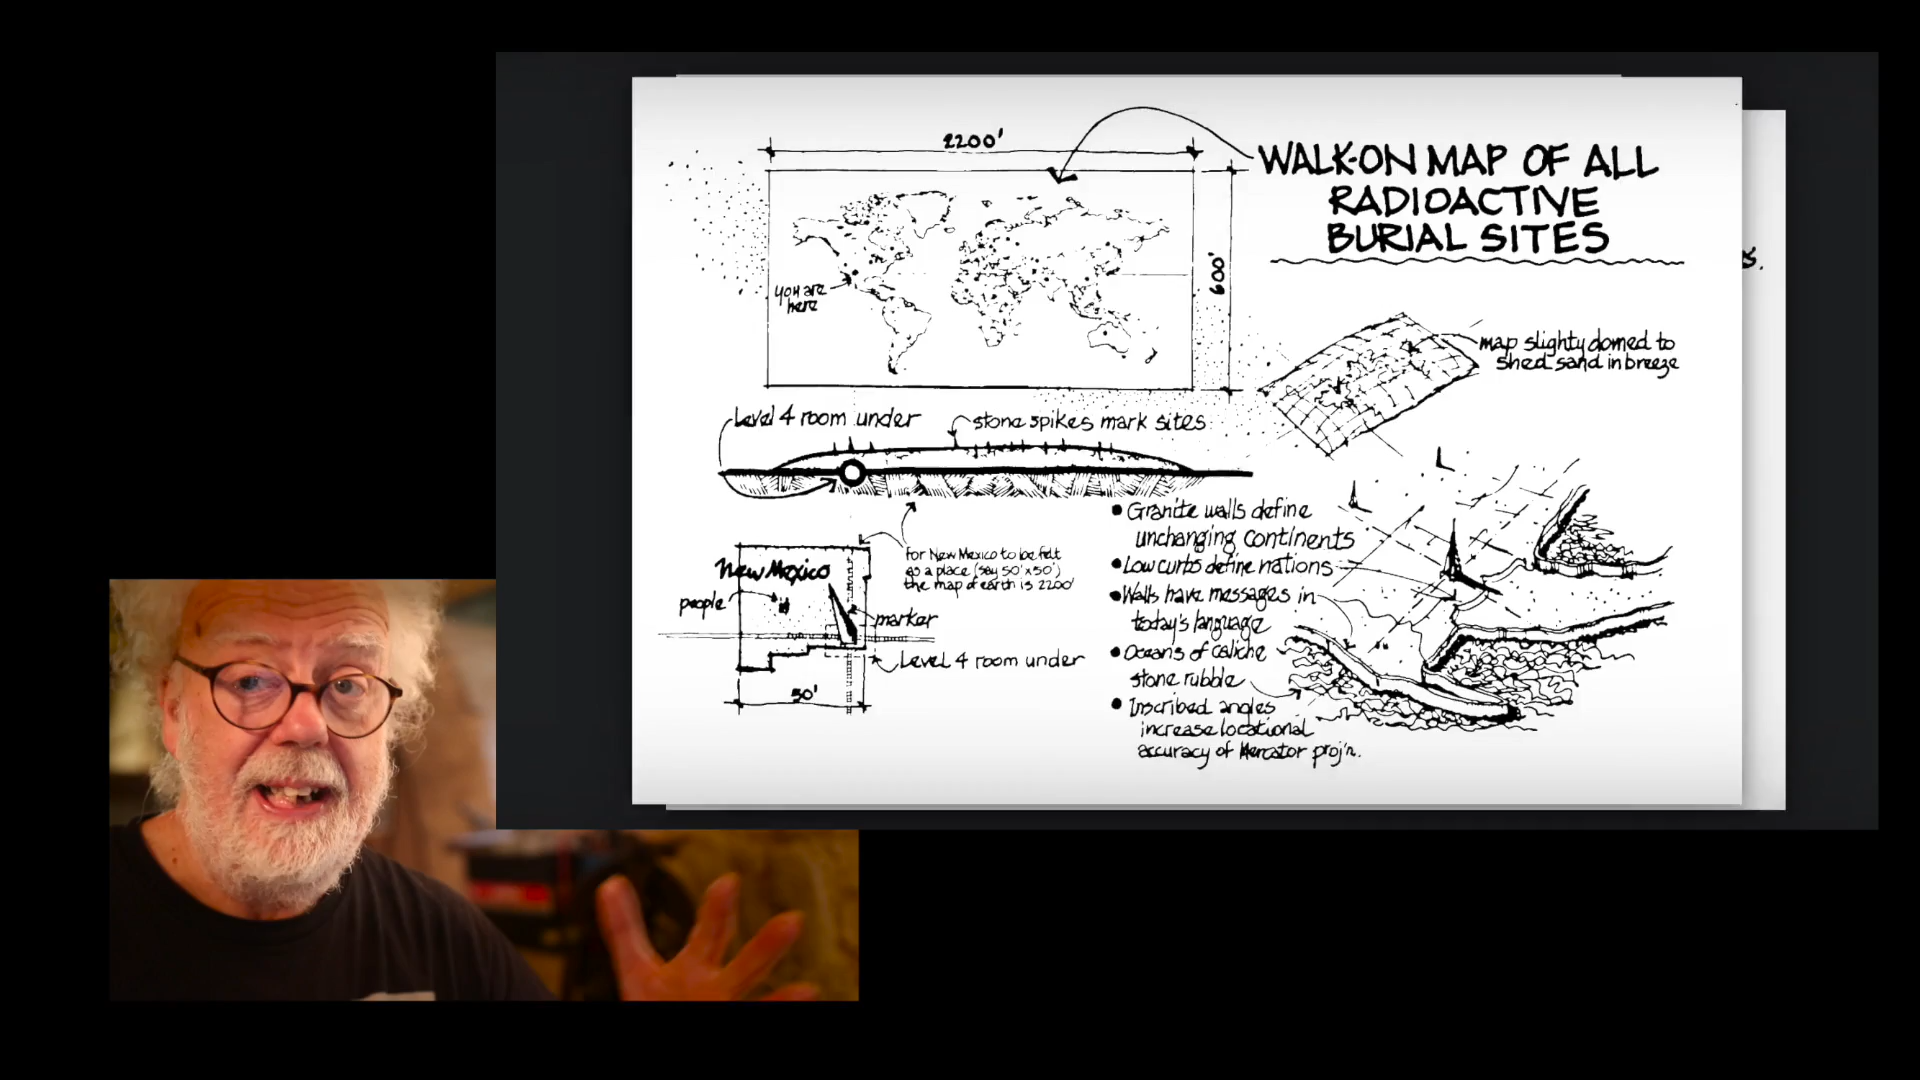 2200'
WALK-ON MAP OF ALL
RADIOACTIVE
BURIAL SITES
600'
you are
here
map slighty domed to
shed sand in breeze
Level 4 room under
stone spikes mark sites
for New Mexico to be felt
as a place (say 50' x 50')
the map of earth is 2200'
New Mexico
people
marker
Level 4 room under
50'
• Granite walls define
unchanging continents
• Low curbs define nations
• Walls have messages in
today's language
• Oceans of caliche
stone rubble
• Inscribed angles
increase locational
accuracy of Mercator proj'n.
s.